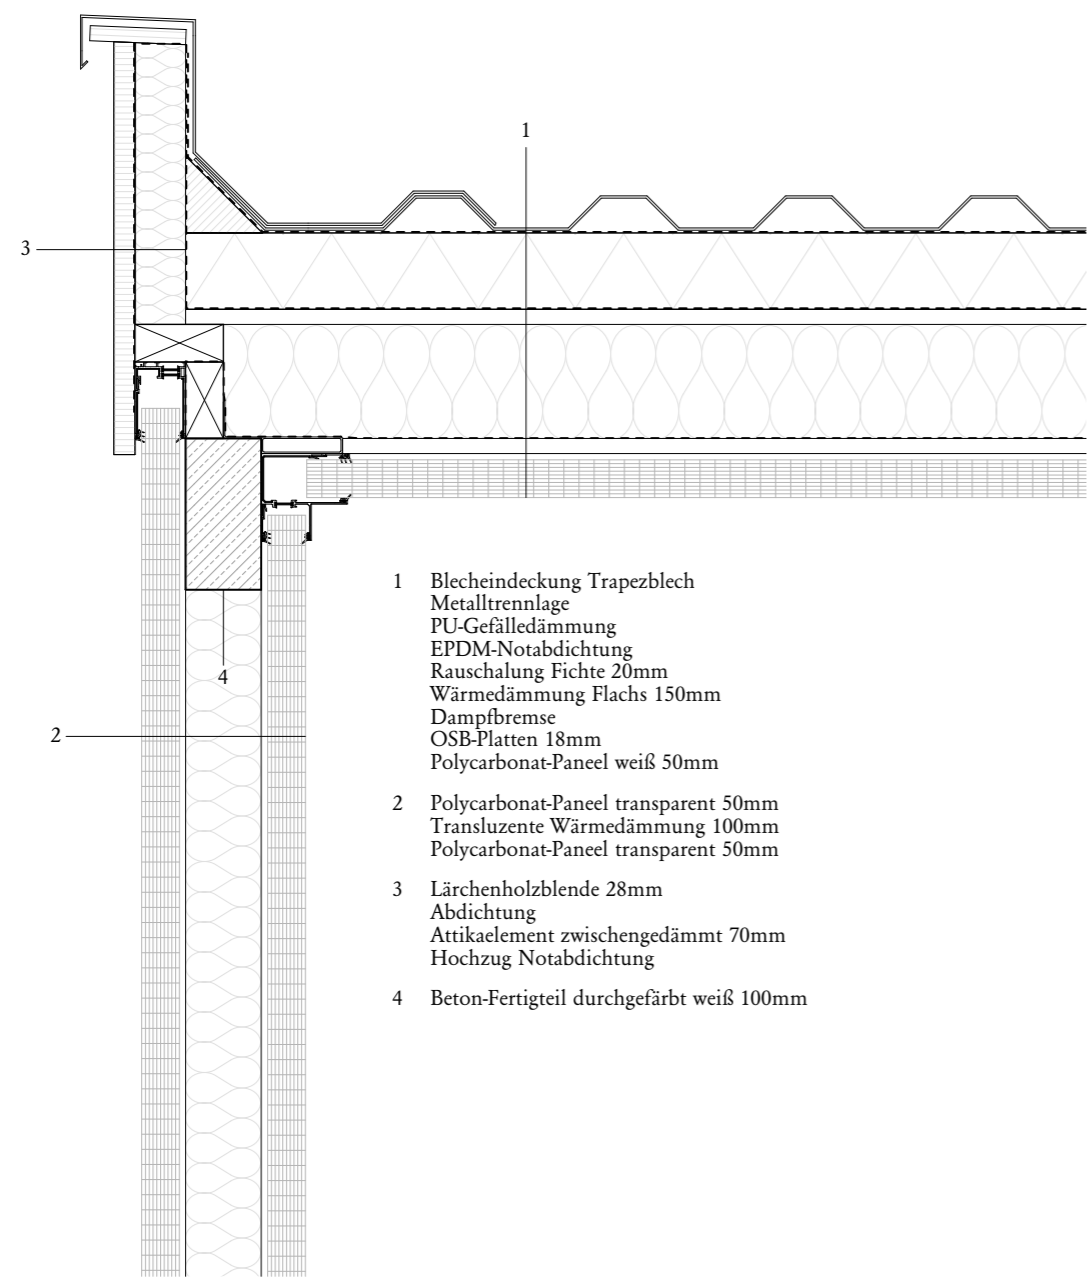 1
3
1 Blecheindeckung Trapezblech
Metalltrennlage
PU-Gefälledämmung
EPDM-Notabdichtung
Rauschalung Fichte 20mm
Wärmedämmung Flachs 150mm
Dampfbremse
OSB-Platten 18mm
Polycarbonat-Paneel weiß 50mm
4
2
2 Polycarbonat-Paneel transparent 50mm
Transluzente Wärmedämmung 100mm
Polycarbonat-Paneel transparent 50mm
3 Lärchenholzblende 28mm
Abdichtung
Attikaelement zwischengedämmt 70mm
Hochzug Notabdichtung
4 Beton-Fertigteil durchgefärbt weiß 100mm